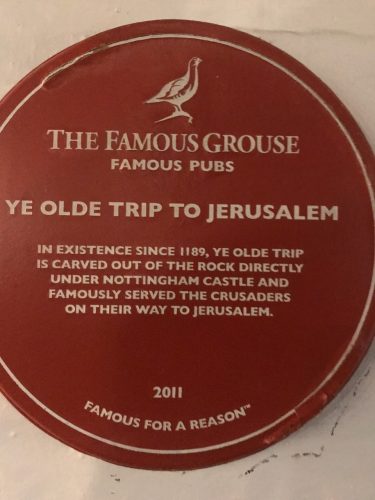 THE FAMOUS GROUSE
FAMOUS PUBS
YE OLDE TRIP TO JERUSALEM
IN EXISTENCE SINCE 1189, YE OLDE TRIP
IS CARVED OUT OF THE ROCK DIRECTLY
UNDER NOTTINGHAM CASTLE AND
FAMOUSLY SERVED THE CRUSADERS
ON THEIR WAY TO JERUSALEM.
2011
FAMOUS FOR A REASON™